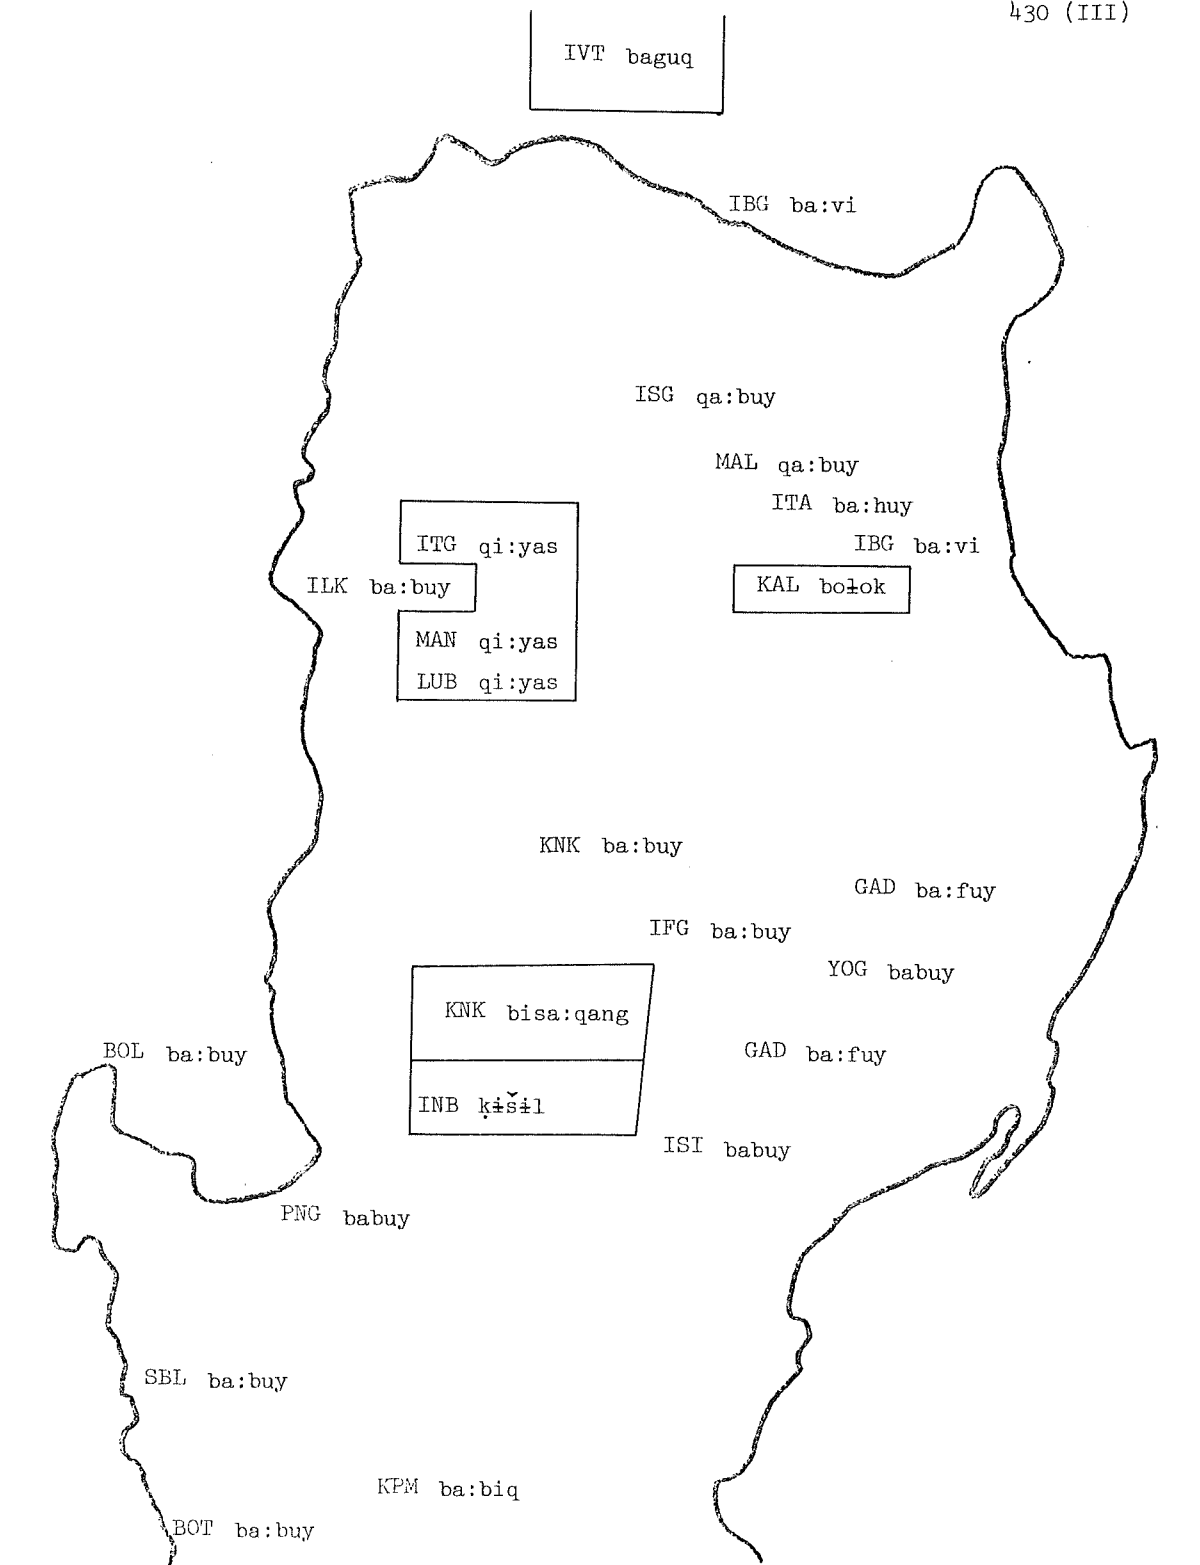 430 (III)
IVT baguq
IBG ba:vi
ISG qa:buy
MAL qa:buy
ITA ba:huy
ITG qi:yas
IBG ba:vi
ILK ba:buy
KAL boɫok
MAN qi:yas
LUB qi:yas
KNK ba:buy
GAD ba:fuy
IFG ba:buy
YOG babuy
KNK bisa:qang
BOL ba:buy
GAD ba:fuy
INB ḳɨšɨl
ISI babuy
PNG babuy
SBL ba:buy
KPM ba:biq
BOT ba:buy